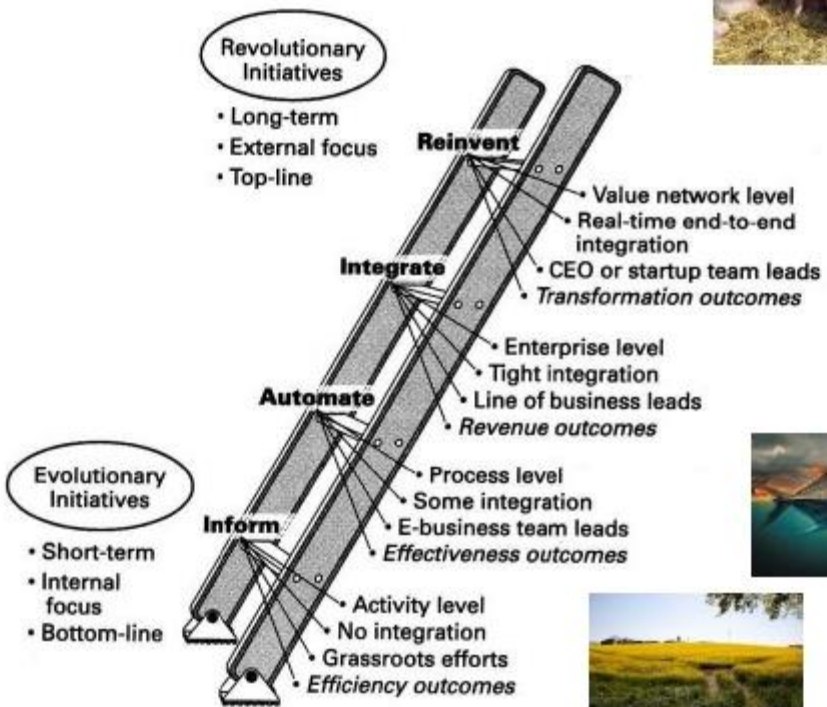 Revolutionary
Initiatives
• Long-term
• External focus
• Top-line
Reinvent
• Value network level
• Real-time end-to-end
integration
• CEO or startup team leads
• Transformation outcomes
Integrate
• Enterprise level
• Tight integration
• Line of business leads
• Revenue outcomes
Automate
• Process level
• Some integration
• E-business team leads
• Effectiveness outcomes
Evolutionary
Initiatives
• Short-term
• Internal
focus
• Bottom-line
Inform
• Activity level
• No integration
• Grassroots efforts
• Efficiency outcomes